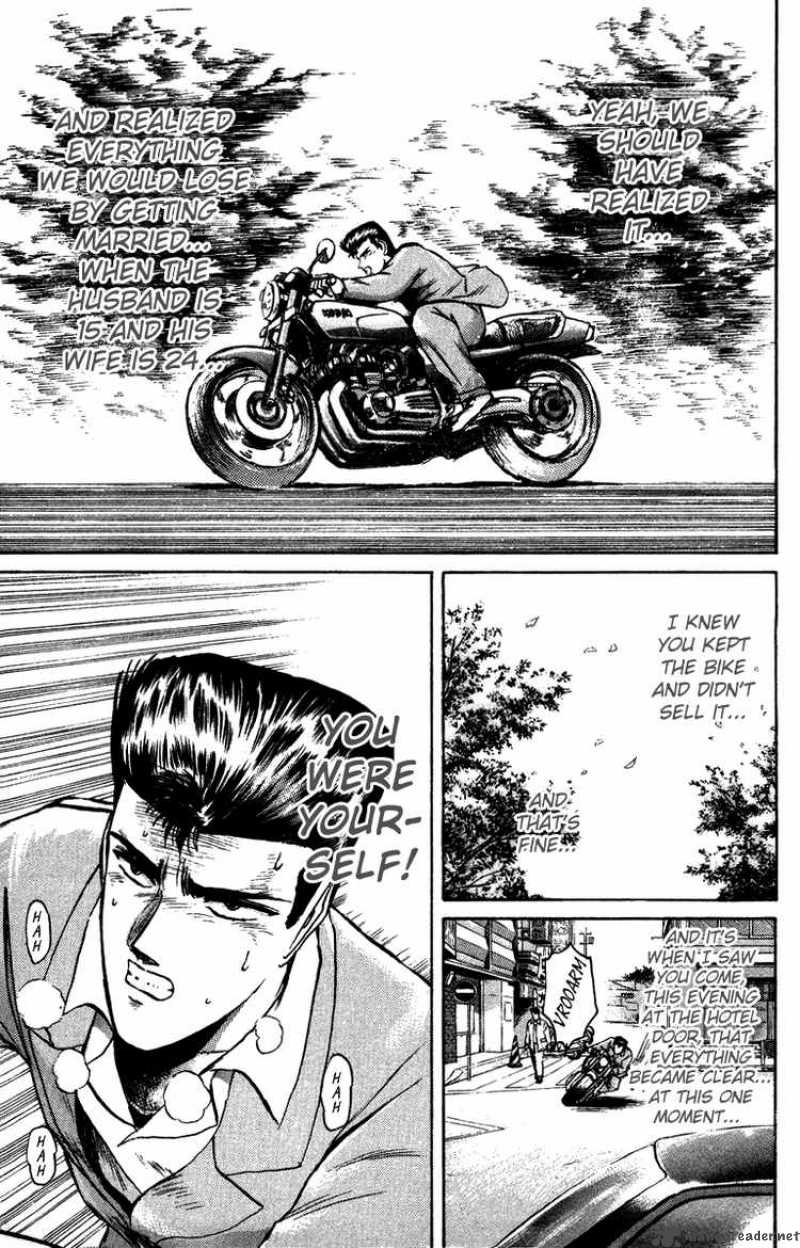 YEAH, WE
SHOULD
HAVE
REALIZED
IT...
AND REALIZED
EVERYTHING
WE WOULD LOSE
BY GETTING
MARRIED...
WHEN THE
HUSBAND IS
15 AND HIS
WIFE IS 24...
I KNEW
YOU KEPT
THE BIKE
AND DIDN'T
SELL IT...
AND
THAT'S
FINE...
AND IT'S
WHEN I SAW
YOU COME,
THIS EVENING
AT THE HOTEL
DOOR, THAT
EVERYTHING
BECAME CLEAR...
AT THIS ONE
MOMENT...
VROOARM
YOU
WERE
YOUR-
SELF!
HAH
HAH
HAH